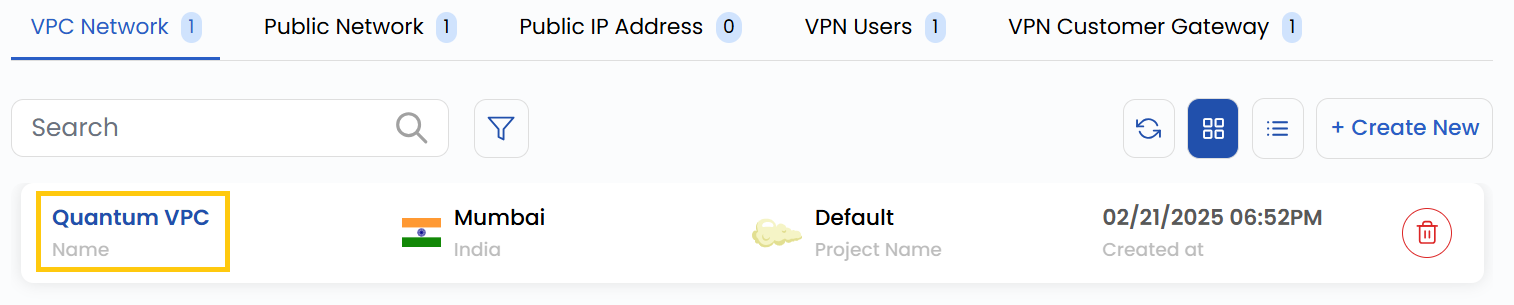 VPC Network 1 Public Network 1 Public IP Address 0 VPN Users 1 VPN Customer Gateway 1
Search + Create New
Quantum VPC Mumbai Default 02/21/2025 06:52PM
Name India Project Name Created at